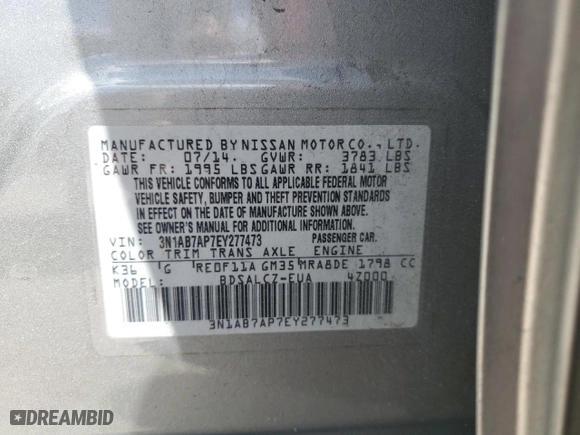 MANUFACTURED BY NISSAN MOTOR CO., LTD.
DATE: 07/14. GVWR: 3783 LBS
GAWR FR: 1995 LBS GAWR RR: 1841 LBS
THIS VEHICLE CONFORMS TO ALL APPLICABLE FEDERAL MOTOR
VEHICLE SAFETY, BUMPER AND THEFT PREVENTION STANDARDS
IN EFFECT ON THE DATE OF MANUFACTURE SHOWN ABOVE.
SEE OWNER'S MANUAL FOR ADDITIONAL INFORMATION.
VIN: 3N1AB7AP7EY277473 PASSENGER CAR.
COLOR TRIM TRANS AXLE ENGINE
K36 G RE0F11A GM35 MRA8DE 1798 CC
MODEL: BDSALCZ-EUA 4Z000
3N1AB7AP7EY277473
DREAMBID